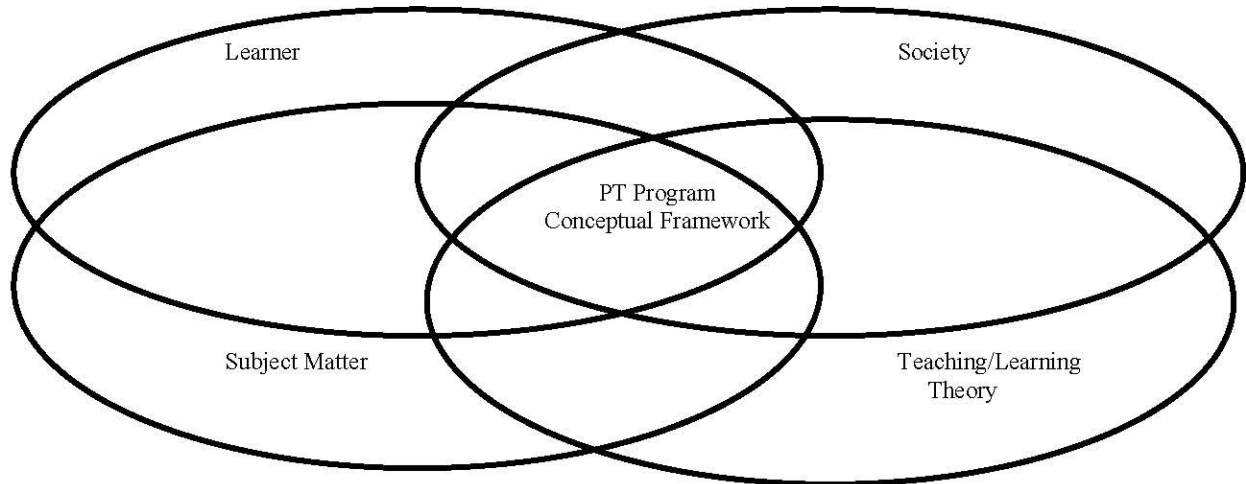 Learner
Society
PT Program
Conceptual Framework
Subject Matter
Teaching/Learning
Theory